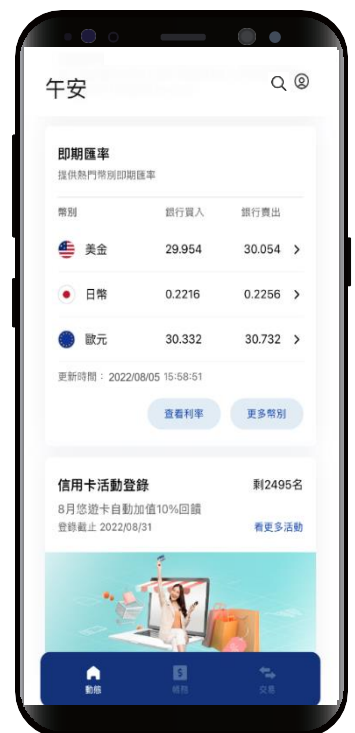 午安
即期匯率
提供熱門幣別即期匯率
幣別 銀行買入 銀行賣出
美金 29.954 30.054
日幣 0.2216 0.2256
歐元 30.332 30.732
更新時間：2022/08/05 15:58:51
查看利率 更多幣別
信用卡活動登錄 剩2495名
8月悠遊卡自動加值10%回饋
登錄截止 2022/08/31 看更多活動
動態 帳務 交易